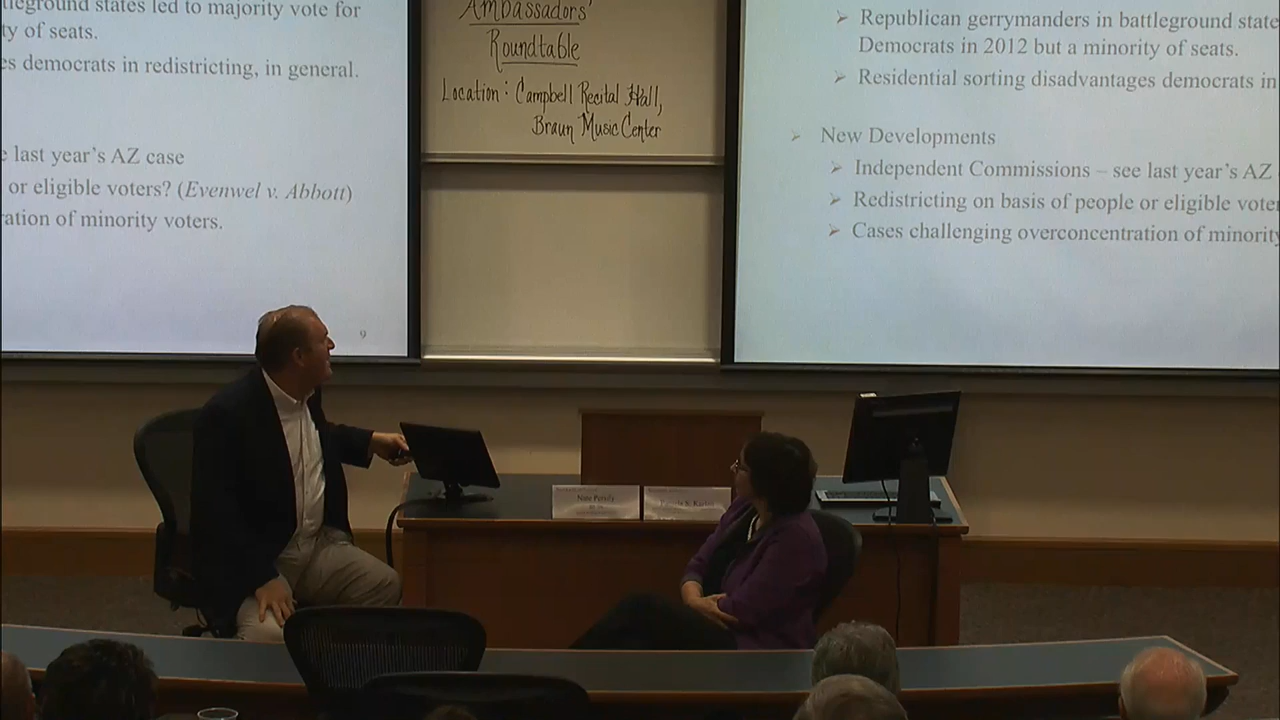 leground states led to majority vote for
ty of seats.
es democrats in redistricting, in general.
e last year's AZ case
or eligible voters? (Evenwel v. Abbott)
ration of minority voters.
9
Ambassadors'
Roundtable
Location: Campbell Recital Hall,
Braun Music Center
➢ Republican gerrymanders in battleground state
Democrats in 2012 but a minority of seats.
➢ Residential sorting disadvantages democrats in
➢ New Developments
➢ Independent Commissions – see last year's AZ
➢ Redistricting on basis of people or eligible vote
➢ Cases challenging overconcentration of minority
Nate Persily
Pamela S. Karlan